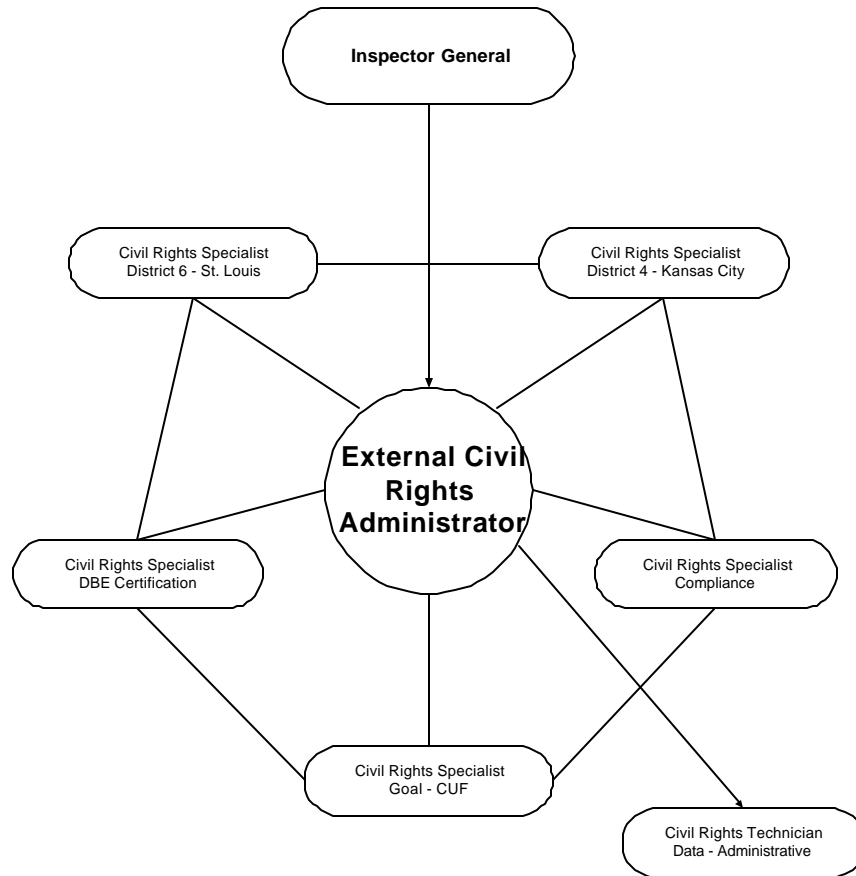 Inspector General
Civil Rights Specialist
District 6 - St. Louis
Civil Rights Specialist
District 4 - Kansas City
External Civil
Rights
Administrator
Civil Rights Specialist
DBE Certification
Civil Rights Specialist
Compliance
Civil Rights Specialist
Goal - CUF
Civil Rights Technician
Data - Administrative